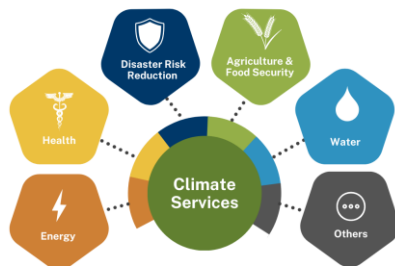 Disaster Risk
Reduction
Agriculture &
Food Security
Health
Water
Climate
Services
Energy
Others